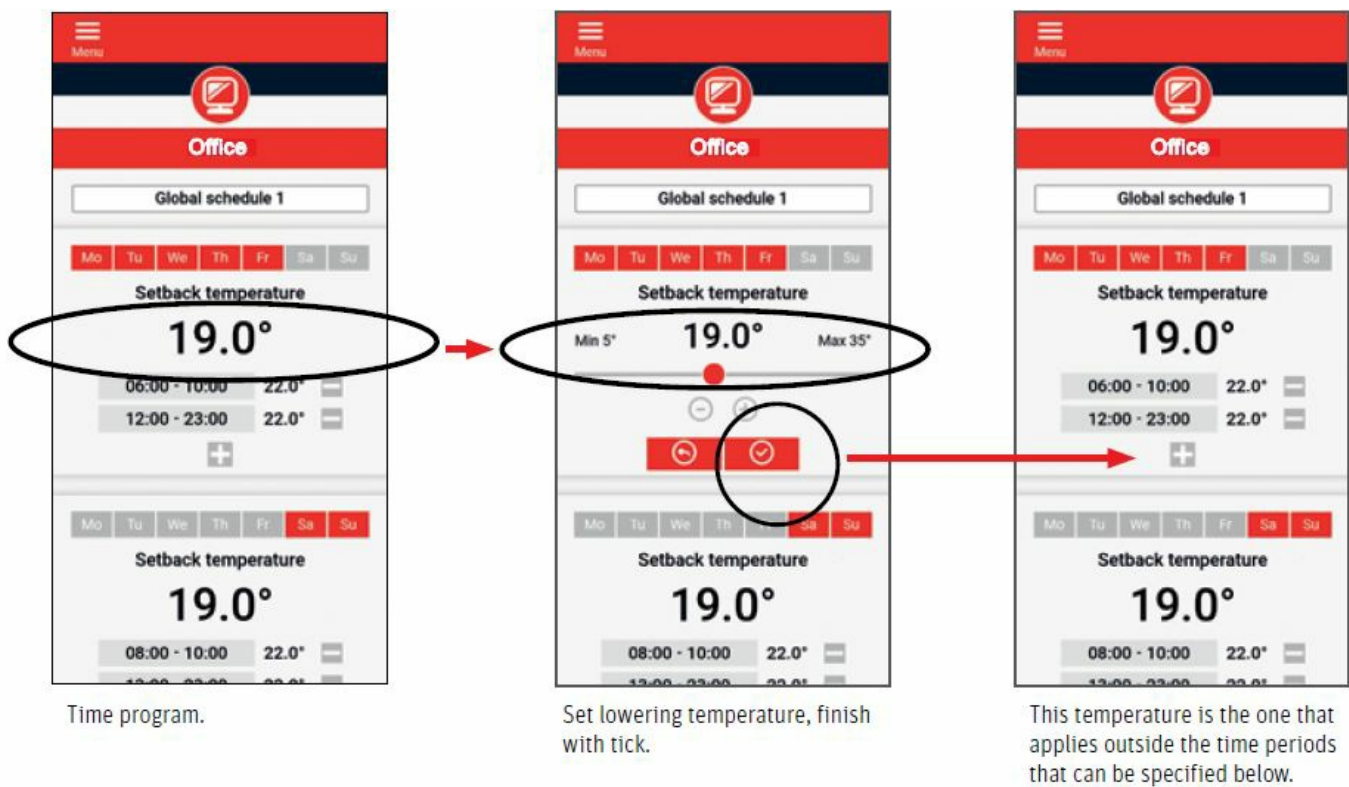 Menu
Office
Global schedule 1
Mo Tu We Th Fr Sa Su
Setback temperature
19.0°
06:00 - 10:00 22.0°
12:00 - 23:00 22.0°
Mo Tu We Th Fr Sa Su
Setback temperature
19.0°
08:00 - 10:00 22.0°
Time program.
Menu
Office
Global schedule 1
Mo Tu We Th Fr Sa Su
Setback temperature
Min 5° 19.0° Max 35°
Mo Tu We Th Fr Sa Su
Setback temperature
19.0°
08:00 - 10:00 22.0°
Set lowering temperature, finish
with tick.
Menu
Office
Global schedule 1
Mo Tu We Th Fr Sa Su
Setback temperature
19.0°
06:00 - 10:00 22.0°
12:00 - 23:00 22.0°
Mo Tu We Th Fr Sa Su
Setback temperature
19.0°
08:00 - 10:00 22.0°
This temperature is the one that
applies outside the time periods
that can be specified below.